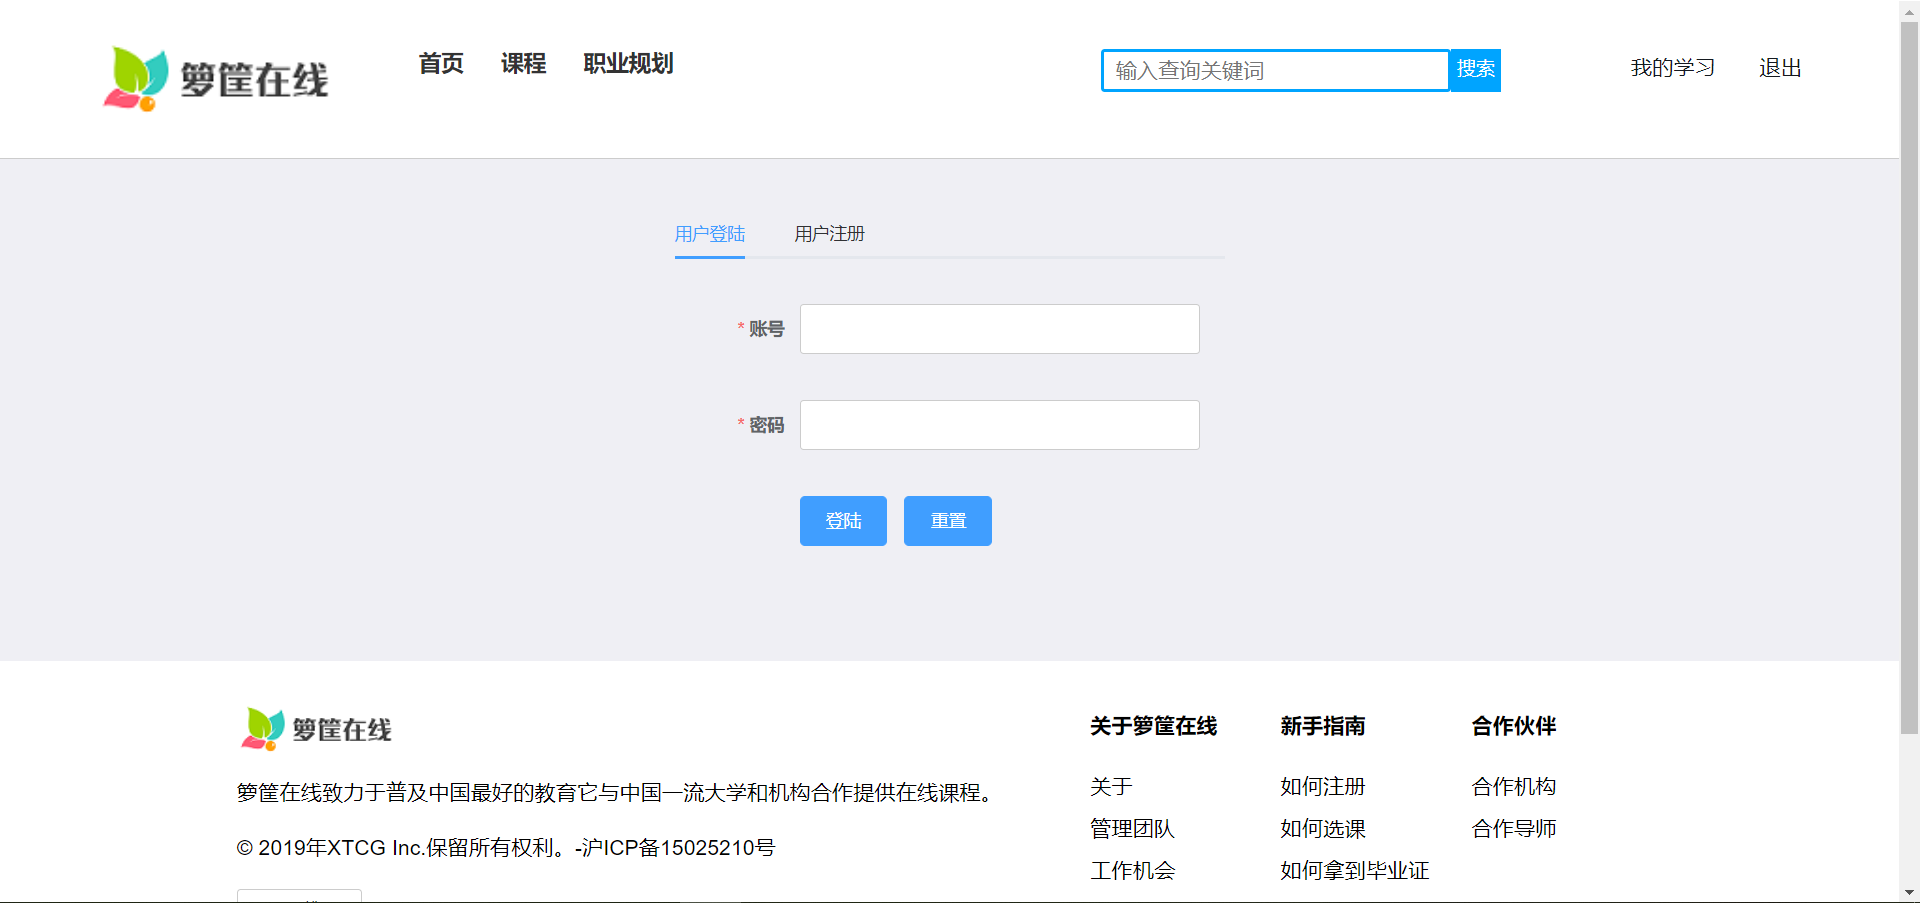 箩筐在线
首页 课程 职业规划
输入查询关键词 搜索
我的学习 退出
用户登陆 用户注册
* 账号
* 密码
登陆 重置
箩筐在线
箩筐在线致力于普及中国最好的教育它与中国一流大学和机构合作提供在线课程。
© 2019年XTCG Inc.保留所有权利。-沪ICP备15025210号
关于箩筐在线
关于
管理团队
工作机会
新手指南
如何注册
如何选课
如何拿到毕业证
合作伙伴
合作机构
合作导师